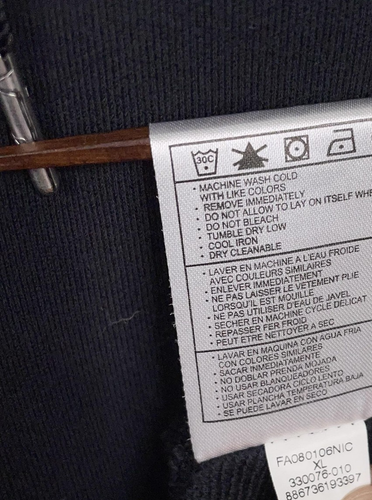 30C
• MACHINE WASH COLD
WITH LIKE COLORS
• REMOVE IMMEDIATELY
• DO NOT ALLOW TO LAY ON ITSELF WHE
• DO NOT BLEACH
• TUMBLE DRY LOW
• COOL IRON
• DRY CLEANABLE
• LAVER EN MACHINE A L'EAU FROIDE
AVEC COULEURS SIMILAIRES
• ENLEVER IMMEDIATEMENT
• NE PAS LAISSER LE VETEMENT PLIE
LORSQU'IL EST MOUILLE
• NE PAS UTILISER D'EAU DE JAVEL
• SECHER EN MACHINE CYCLE DELICAT
• REPASSER FER FROID
• PEUT ETRE NETTOYER A SEC
• LAVAR EN MAQUINA CON AGUA FRIA
CON COLORES SIMILARES
• SACAR INMEDIATAMENTE
• NO DOBLAR PRENDA MOJADA
• NO USAR BLANQUEADORES
• USAR SECADORA CICLO LENTO
• USAR PLANCHA TEMPERATURA BAJA
• SE PUEDE LAVAR EN SECO
FA080106NIC
XL
330076-010
886736193397